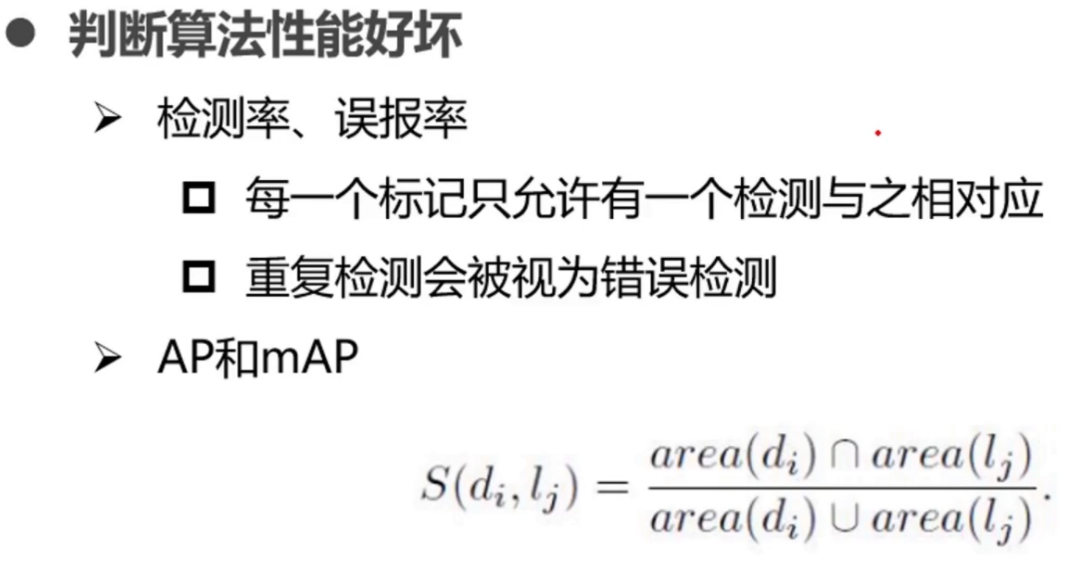 ● 判断算法性能好坏
➢ 检测率、误报率
❑ 每一个标记只允许有一个检测与之相对应
❑ 重复检测会被视为错误检测
➢ AP和mAP
S(d_i, l_j) = \frac{area(d_i) ∩ area(l_j)}{area(d_i) ∪ area(l_j)}.